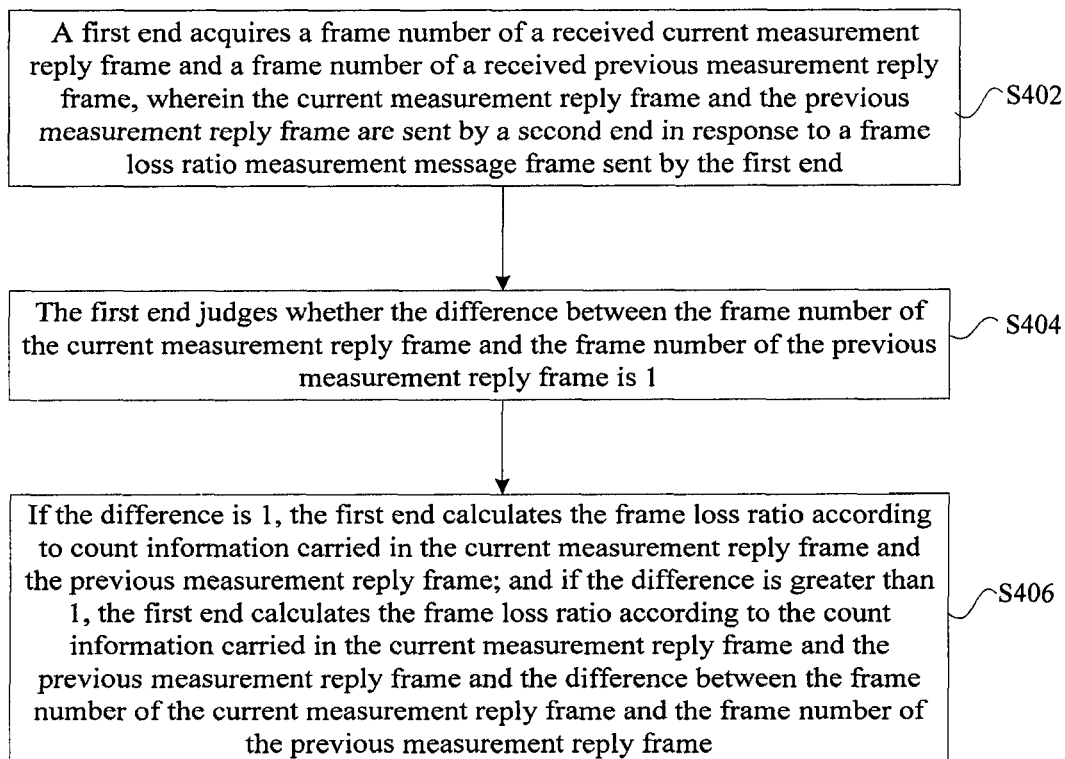 A first end acquires a frame number of a received current measurement
reply frame and a frame number of a received previous measurement reply
frame, wherein the current measurement reply frame and the previous
measurement reply frame are sent by a second end in response to a frame
loss ratio measurement message frame sent by the first end
S402
The first end judges whether the difference between the frame number of
the current measurement reply frame and the frame number of the previous
measurement reply frame is 1
S404
If the difference is 1, the first end calculates the frame loss ratio according
to count information carried in the current measurement reply frame and
the previous measurement reply frame; and if the difference is greater than
1, the first end calculates the frame loss ratio according to the count
information carried in the current measurement reply frame and the
previous measurement reply frame and the difference between the frame
number of the current measurement reply frame and the frame number of
the previous measurement reply frame
S406